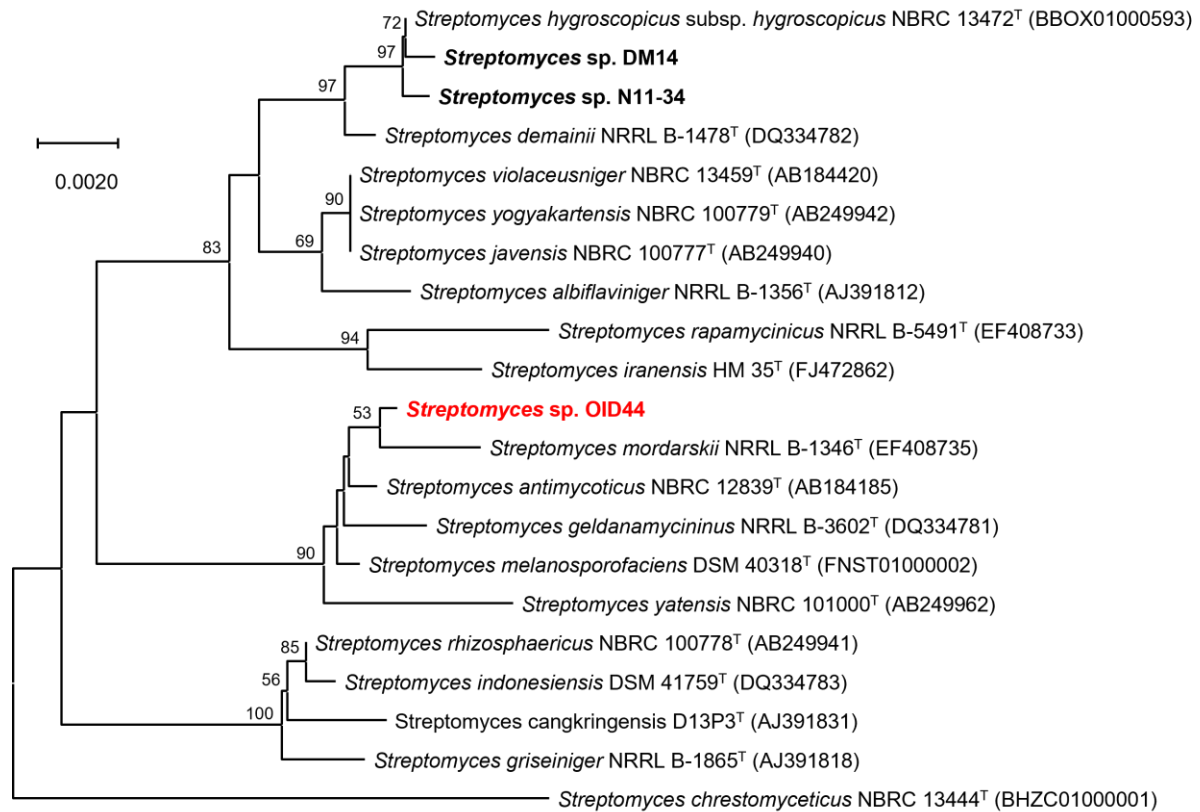 72
Streptomyces hygroscopicus subsp. hygroscopicus NBRC 13472ᵀ (BBOX01000593)
97
Streptomyces sp. DM14
97
Streptomyces sp. N11-34
Streptomyces demainii NRRL B-1478ᵀ (DQ334782)
0.0020
Streptomyces violaceusniger NBRC 13459ᵀ (AB184420)
90
Streptomyces yogyakartensis NBRC 100779ᵀ (AB249942)
83
69
Streptomyces javensis NBRC 100777ᵀ (AB249940)
Streptomyces albiflaviniger NRRL B-1356ᵀ (AJ391812)
Streptomyces rapamycinicus NRRL B-5491ᵀ (EF408733)
94
Streptomyces iranensis HM 35ᵀ (FJ472862)
53
Streptomyces sp. OID44
Streptomyces mordarskii NRRL B-1346ᵀ (EF408735)
Streptomyces antimycoticus NBRC 12839ᵀ (AB184185)
Streptomyces geldanamycininus NRRL B-3602ᵀ (DQ334781)
90
Streptomyces melanosporofaciens DSM 40318ᵀ (FNST01000002)
Streptomyces yatensis NBRC 101000ᵀ (AB249962)
85
Streptomyces rhizosphaericus NBRC 100778ᵀ (AB249941)
56
Streptomyces indonesiensis DSM 41759ᵀ (DQ334783)
100
Streptomyces cangkringensis D13P3ᵀ (AJ391831)
Streptomyces griseiniger NRRL B-1865ᵀ (AJ391818)
Streptomyces chrestomyceticus NBRC 13444ᵀ (BHZC01000001)